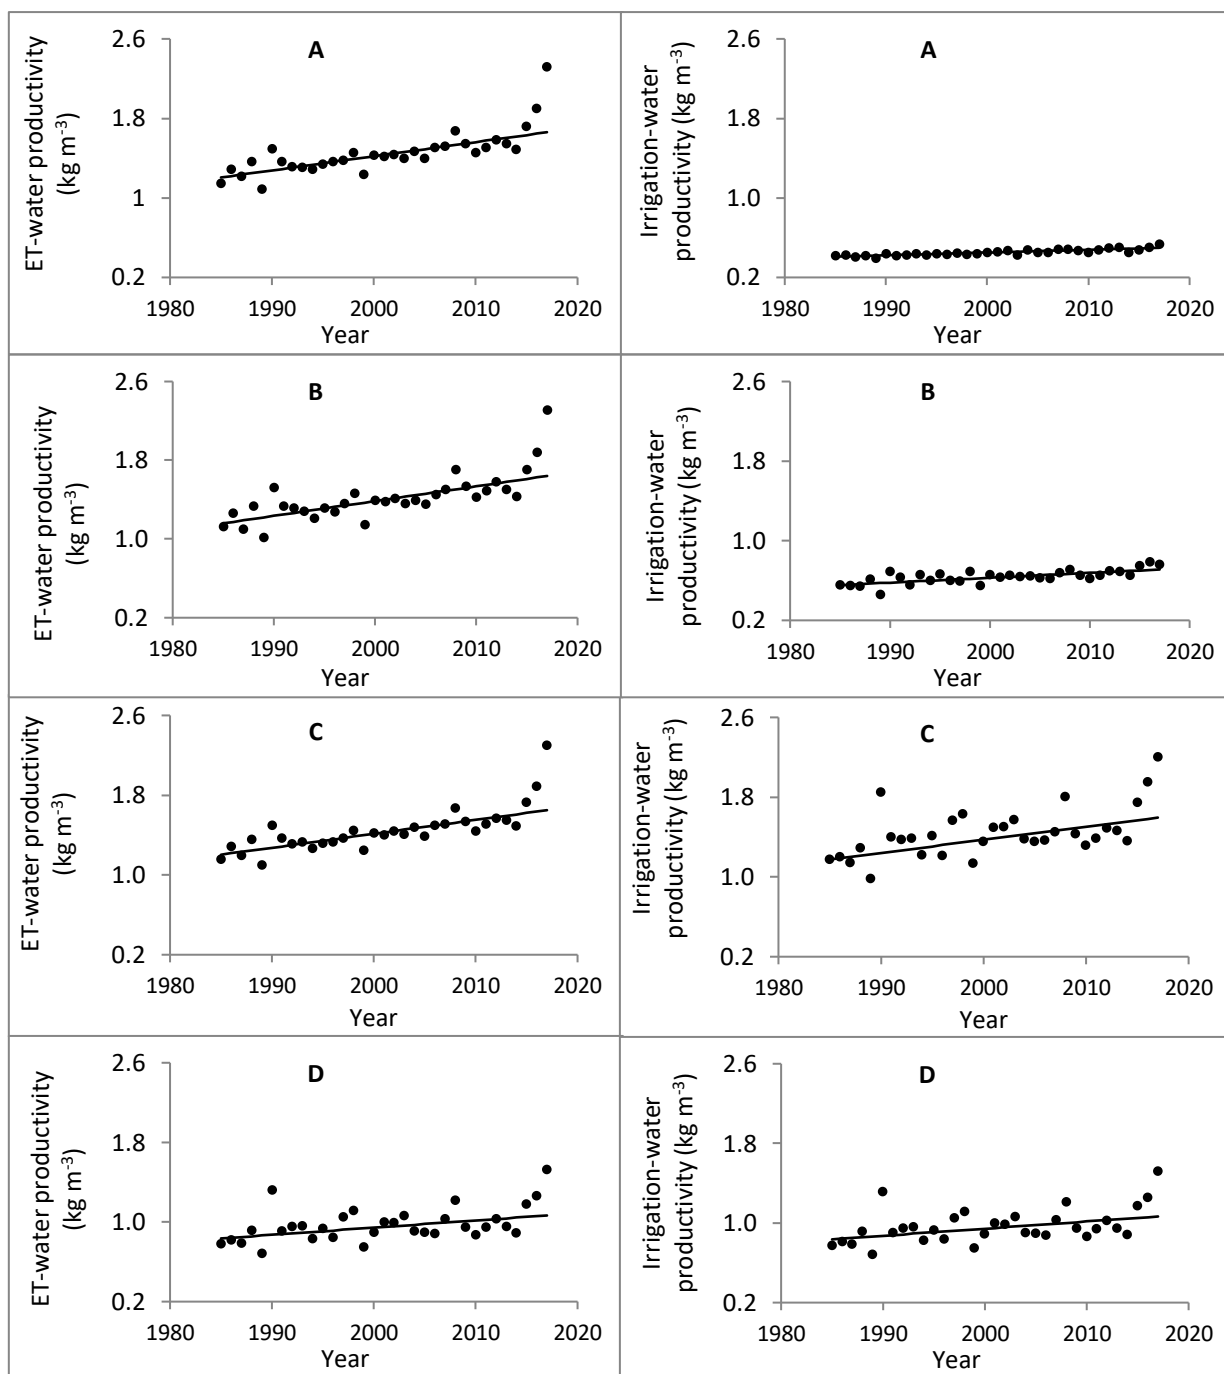 A
ET-water productivity
(kg m⁻³)
2.6
1.8
1
0.2
1980 1990 2000 2010 2020
Year
A
Irrigation-water
productivity (kg m⁻³)
2.6
1.8
1.0
0.2
1980 1990 2000 2010 2020
Year
B
ET-water productivity
(kg m⁻³)
2.6
1.8
1.0
0.2
1980 1990 2000 2010 2020
Year
B
Irrigation-water
productivity (kg m⁻³)
2.6
1.8
1.0
0.2
1980 1990 2000 2010 2020
Year
C
ET-water productivity
(kg m⁻³)
2.6
1.8
1.0
0.2
1980 1990 2000 2010 2020
Year
C
Irrigation-water
productivity (kg m⁻³)
2.6
1.8
1.0
0.2
1980 1990 2000 2010 2020
Year
D
ET-water productivity
(kg m⁻³)
2.6
1.8
1.0
0.2
1980 1990 2000 2010 2020
Year
D
Irrigation-water
productivity (kg m⁻³)
2.6
1.8
1.0
0.2
1980 1990 2000 2010 2020
Year